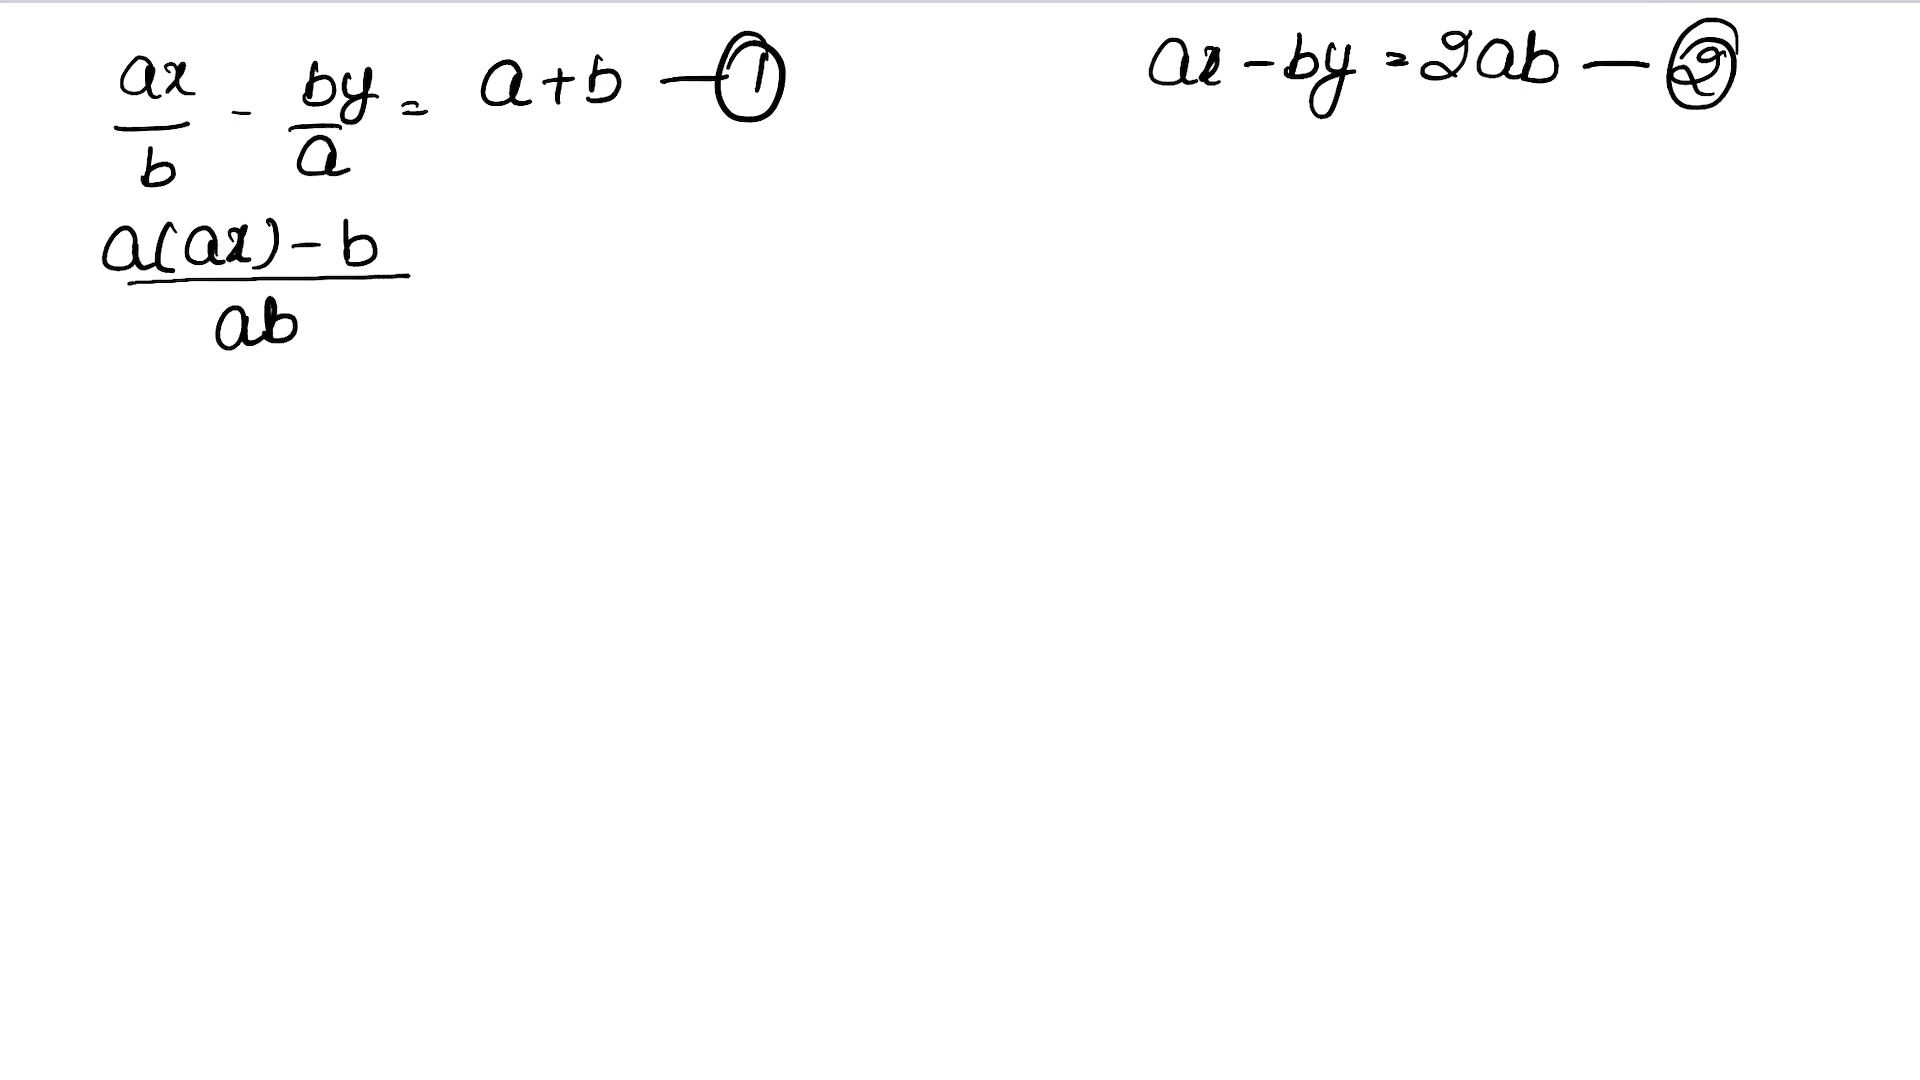 ax/b - by/a = a+b — ①
ax - by = 2ab — ②
a(ax) - b / ab